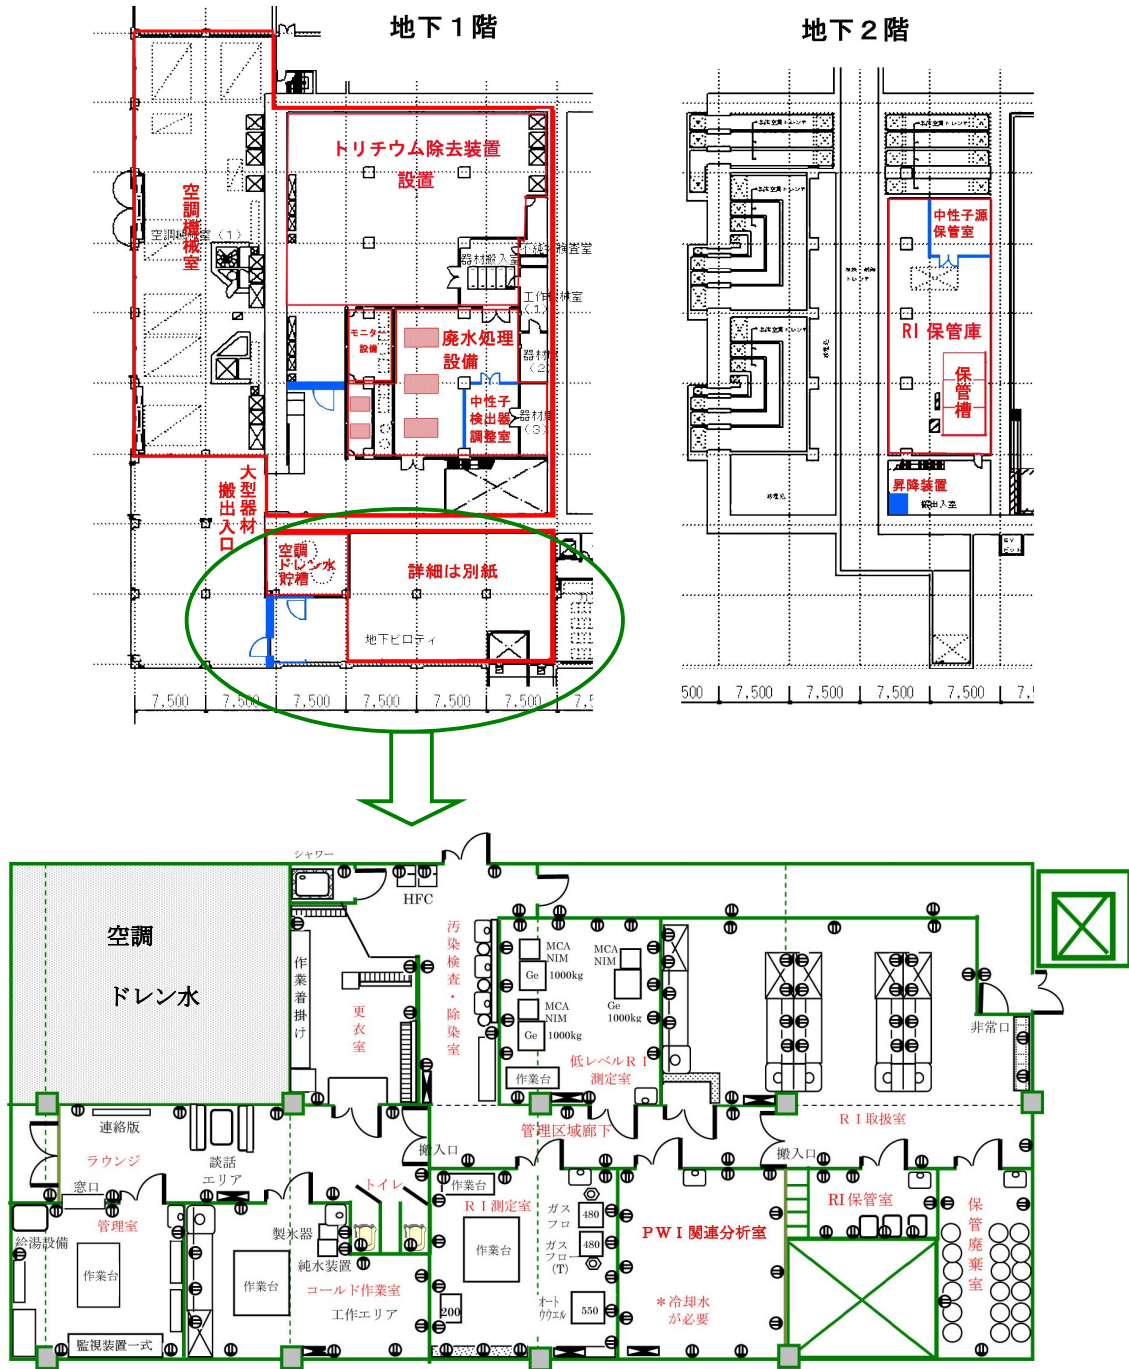 地下１階
地下２階
トリチウム除去装置
設置
空調機械室
空調機械室（１）
器材搬入室
工作機械室
（１）
器材庫
（２）
器材庫
（３）
モニター
設備
廃水処理
設備
中性子
検出器
調整室
大型器材
搬出入口
空調
ドレン水
貯槽
詳細は別紙
地下ピロティ
7,500 7,500 7,500 7,500 7,500 7,500
中性子源
保管室
RI 保管庫
保管槽
昇降装置
搬出入室
500 7,500 7,500 7,500 7,500
シャワー
HFC
空調
ドレン水
作業着掛け
更衣室
汚染検査・除染室
MCA
NIM
Ge
1000kg
MCA
NIM
Ge
1000kg
MCA
NIM
Ge
1000kg
作業台
低レベルＲＩ
測定室
非常口
連絡版
ラウンジ
談話
エリア
窓口
管理室
給湯設備
作業台
監視装置一式
作業台
製水器
純水装置
コールド作業室
工作エリア
トイレ
搬入口
管理区域廊下
作業台
ＲＩ測定室
作業台
200
ガス
フロー
480
ガス
フロー
(T)
480
オート
ウウエル
550
ＰＷＩ関連分析室
＊冷却水
が必要
搬入口
ＲＩ取扱室
RI保管室
保管廃棄室